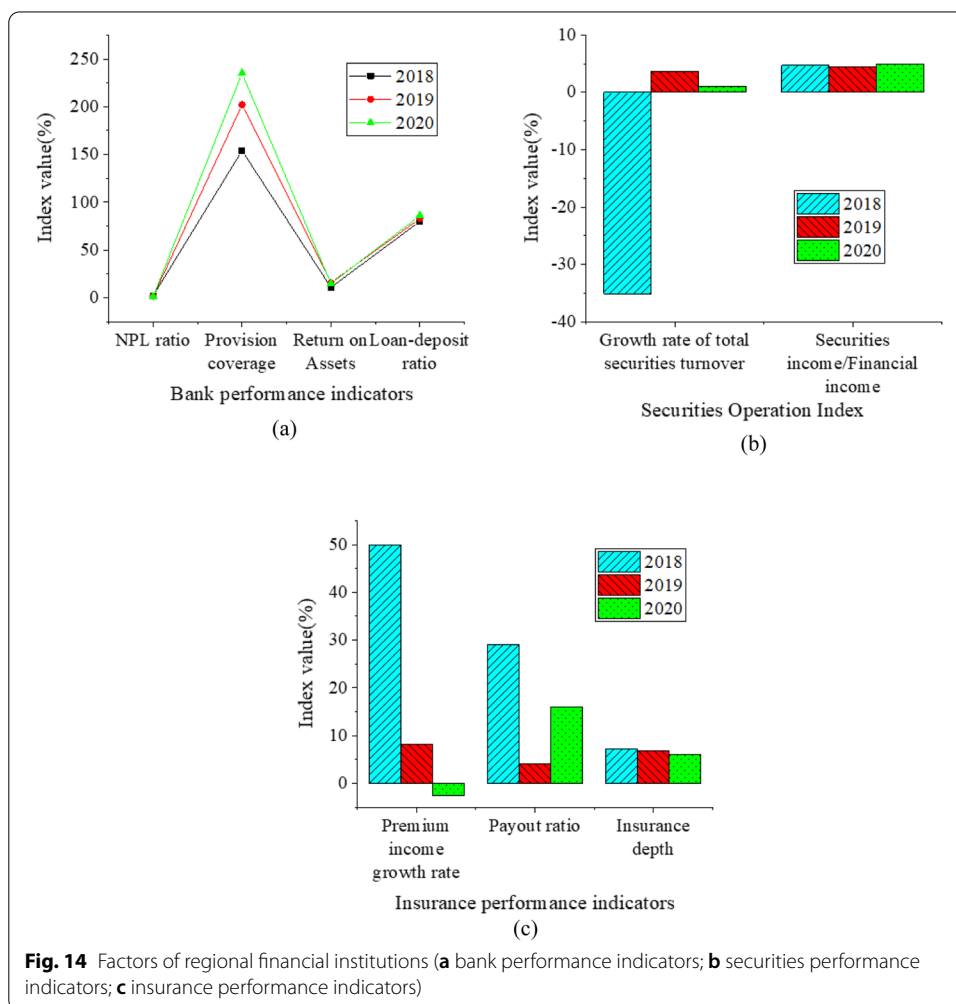 250
200
150
100
50
0
Index value(%)
2018
2019
2020
NPL ratio Provision Return on Loan-deposit
coverage Assets ratio
Bank performance indicators
(a)
10
0
-10
-20
-30
-40
Index value(%)
2018
2019
2020
Growth rate of total Securities
securities turnover income/Financial
income
Securities Operation Index
(b)
50
40
30
20
10
0
Index value(%)
2018
2019
2020
Premium Payout ratio Insurance
income depth
growth rate
Insurance performance indicators
(c)
Fig. 14 Factors of regional financial institutions (a bank performance indicators; b securities performance
indicators; c insurance performance indicators)